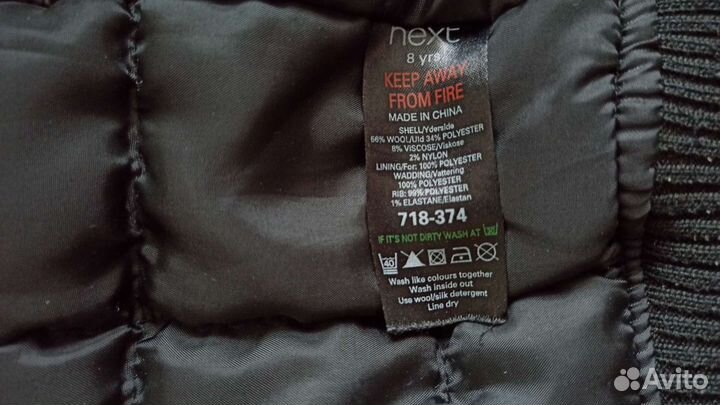 next
8 yrs
KEEP AWAY
FROM FIRE
MADE IN CHINA
SHELL/Yderside
56% WOOL/Uld 34% POLYESTER
8% VISCOSE/Viskose
2% NYLON
LINING/For: 100% POLYESTER
WADDING/Vattering
100% POLYESTER
RIB: 99% POLYESTER
1% ELASTANE/Elastan
718-374
IF IT'S NOT DIRTY WASH AT 30
40
Wash like colours together
Wash inside out
Use wool/silk detergent
Line dry
Avito